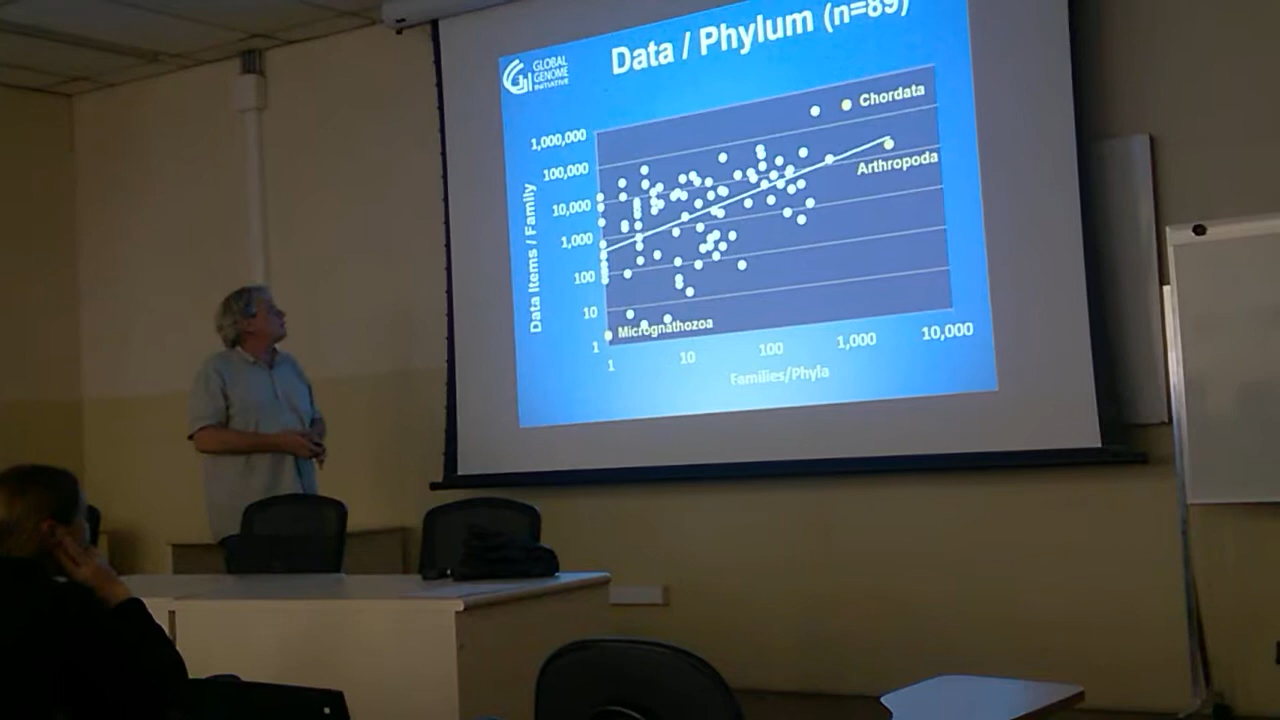 Data / Phylum (n=89)
GLOBAL
GENOME
INITIATIVE
Chordata
1,000,000
100,000
Arthropoda
10,000
Data Items / Family
1,000
100
10
Micrognathozoa
1
1
10
100
1,000
10,000
Families/Phyla